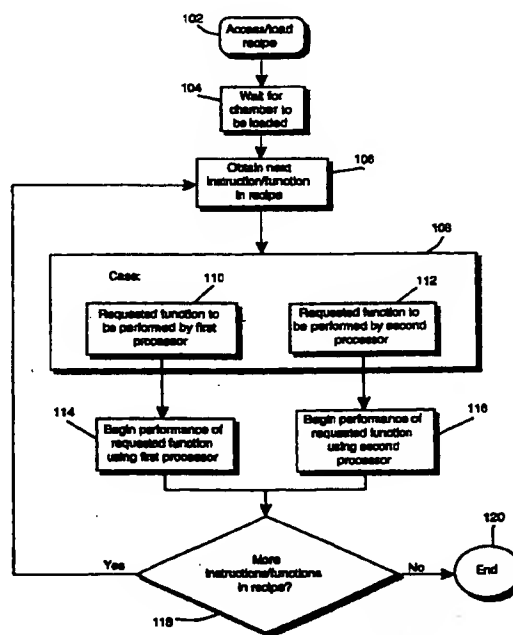 102
Access/load
recipe
104
Wait for
chamber to
be loaded
106
Obtain next
instruction/function
in recipe
108
Case:
110
112
Requested function to
be performed by first
processor
Requested function to
be performed by second
processor
114
Begin performance of
requested function
using first processor
116
Begin performance of
requested function
using second
processor
Yes
More
instructions/functions
in recipe?
No
120
End
118